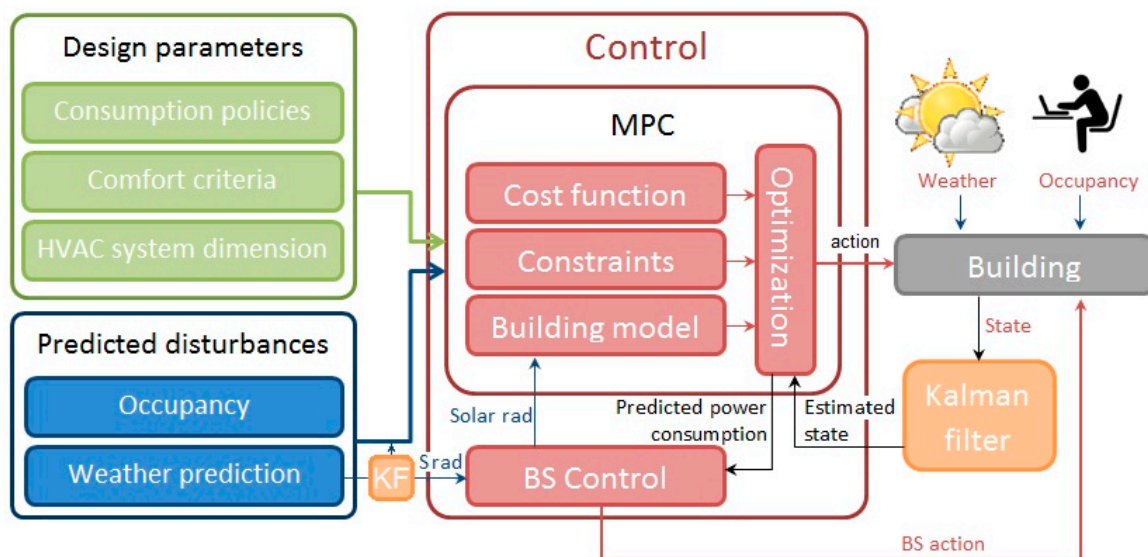 Design parameters
Consumption policies
Comfort criteria
HVAC system dimension
Predicted disturbances
Occupancy
Weather prediction
KF
S rad
Control
MPC
Cost function
Constraints
Building model
Optimization
Solar rad
Predicted power
consumption
Estimated
state
BS Control
action
Weather
Occupancy
Building
State
Kalman
filter
BS action